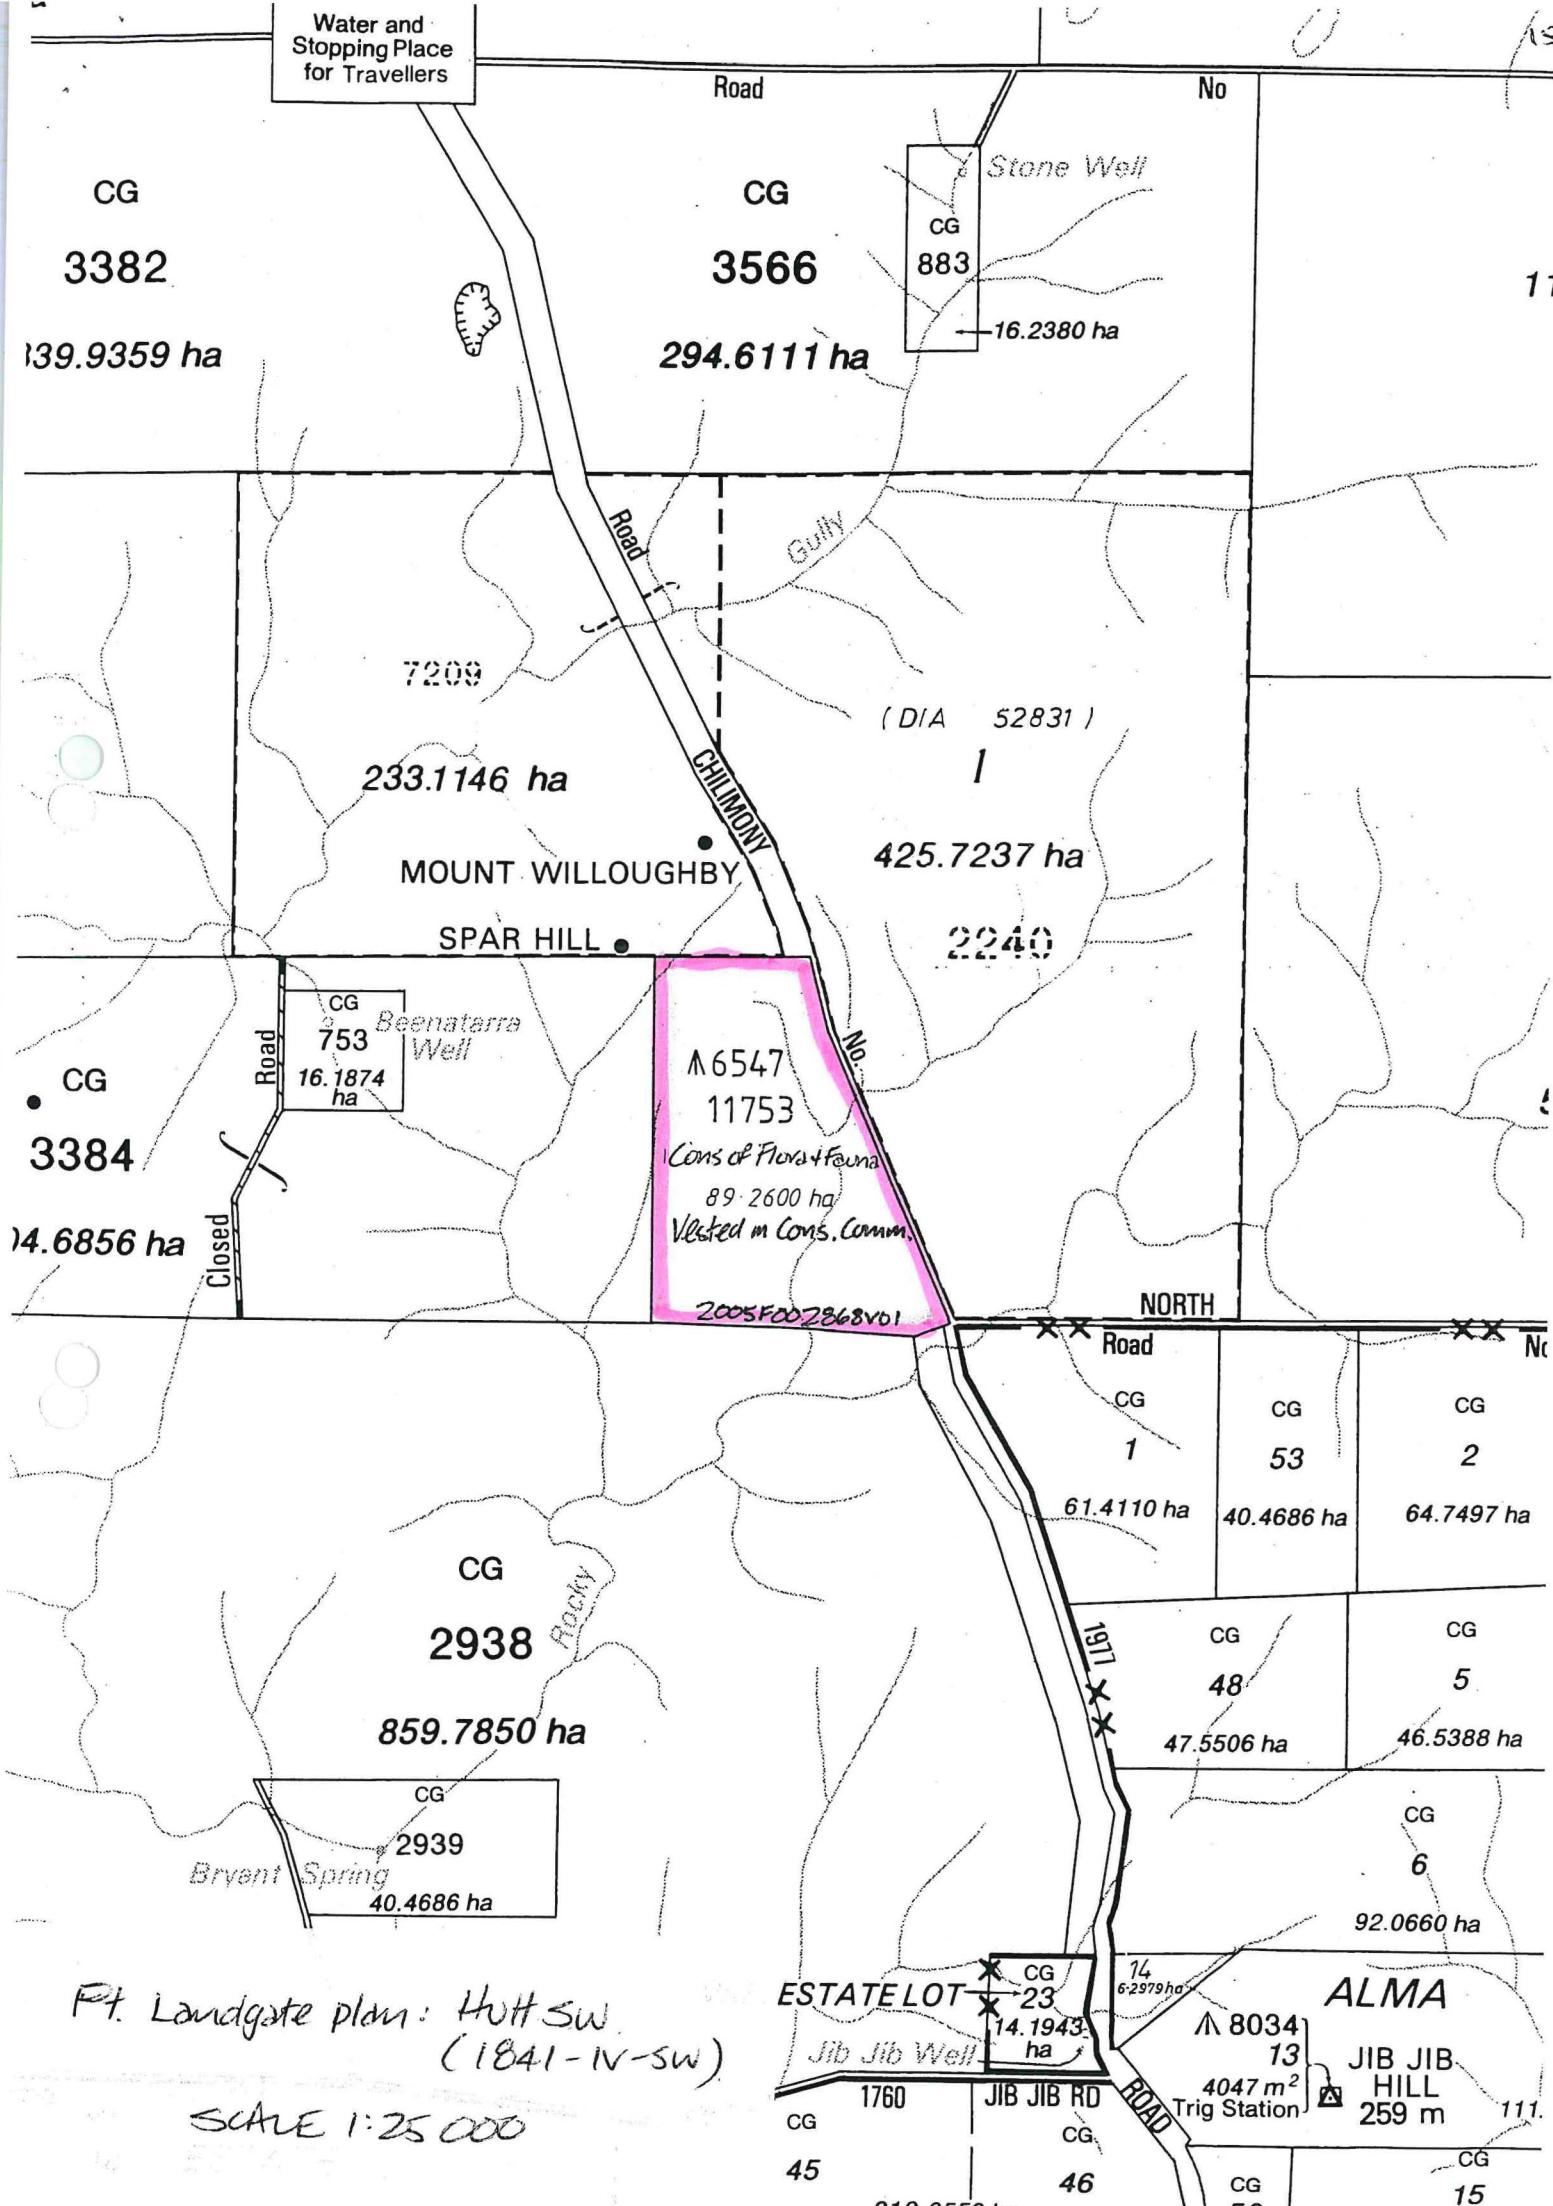 Water and
Stopping Place
for Travellers
Road
No
CG
3382
39.9359 ha
CG
3566
294.6111 ha
Stone Well
CG
883
16.2380 ha
11
Road
Gully
7209
233.1146 ha
(DIA 52831)
1
425.7237 ha
2240
CHILIMONY
MOUNT WILLOUGHBY
SPAR HILL
Road
CG
753
16.1874
ha
Beenatarra
Well
No.
6547
11753
Cons of Flora + Fauna
89.2600 ha
Vested in Cons. Comm.
2005F002868V01
CG
3384
4.6856 ha
Closed
NORTH
Road
No
CG
1
61.4110 ha
CG
53
40.4686 ha
CG
2
64.7497 ha
CG
2938
859.7850 ha
Rocky
1977
CG
48
47.5506 ha
CG
5
46.5388 ha
CG
2939
40.4686 ha
Bryant Spring
CG
6
92.0660 ha
Pt. Landgate plan: Hutt SW.
(1841-IV-SW)
SCALE 1:25 000
ESTATE LOT
CG
23
14.1943
ha
Jib Jib Well
14
6.2979 ha
ALMA
8034
13
4047 m²
Trig Station
JIB JIB
HILL
259 m
111.
1760
JIB JIB RD
ROAD
CG
45
CG
46
CG
CG
15